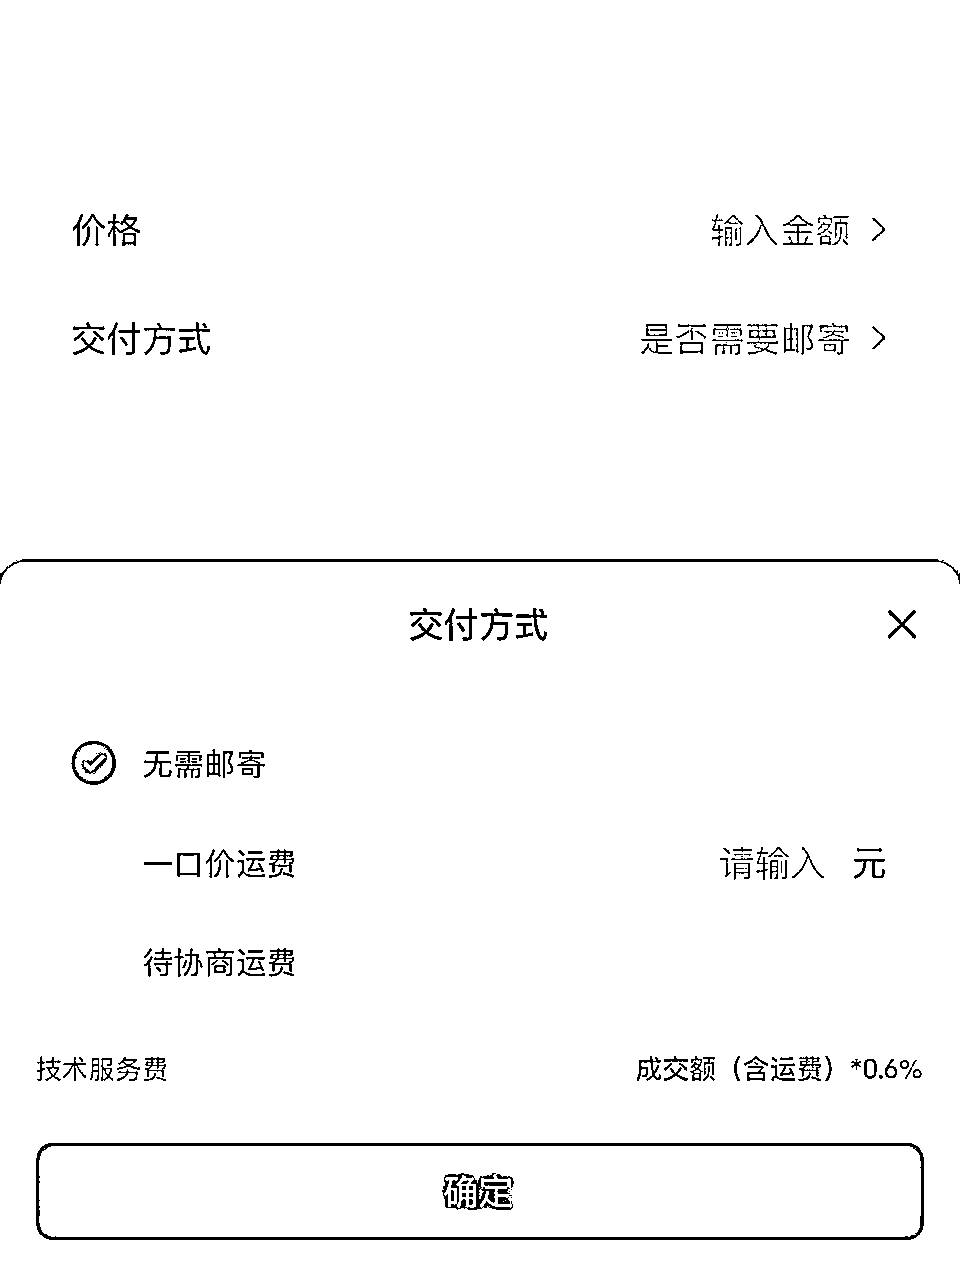 价格 输入金额
交付方式 是否需要邮寄
交付方式
无需邮寄
一口价运费 请输入 元
待协商运费
技术服务费 成交额（含运费）*0.6%
确定